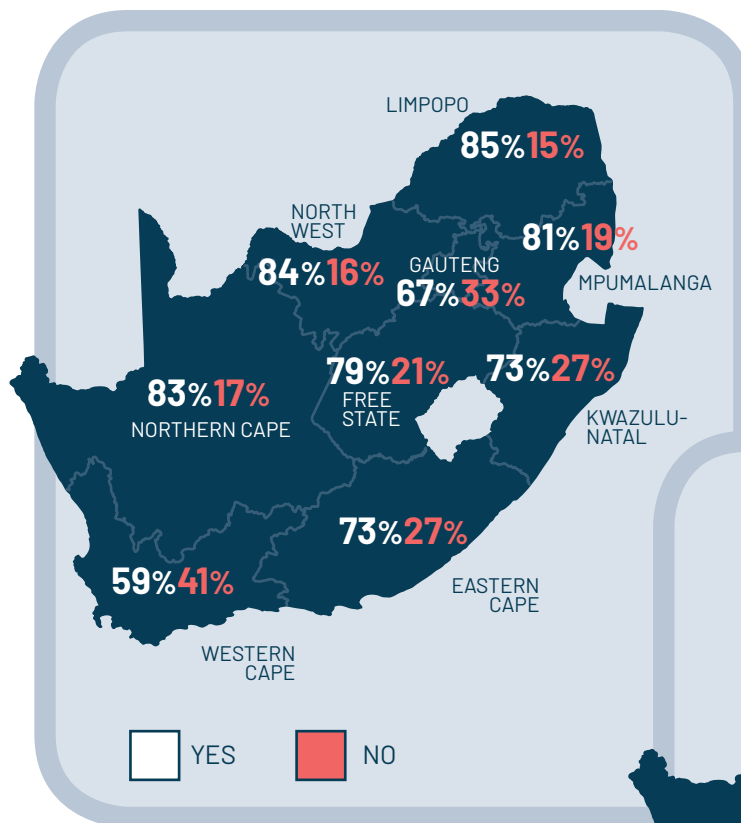 LIMPOPO
85% 15%
NORTH
WEST
84% 16%
81% 19%
MPUMALANGA
GAUTENG
67% 33%
79% 21%
FREE
STATE
73% 27%
KWAZULU-
NATAL
83% 17%
NORTHERN CAPE
73% 27%
EASTERN
CAPE
59% 41%
WESTERN
CAPE
YES
NO